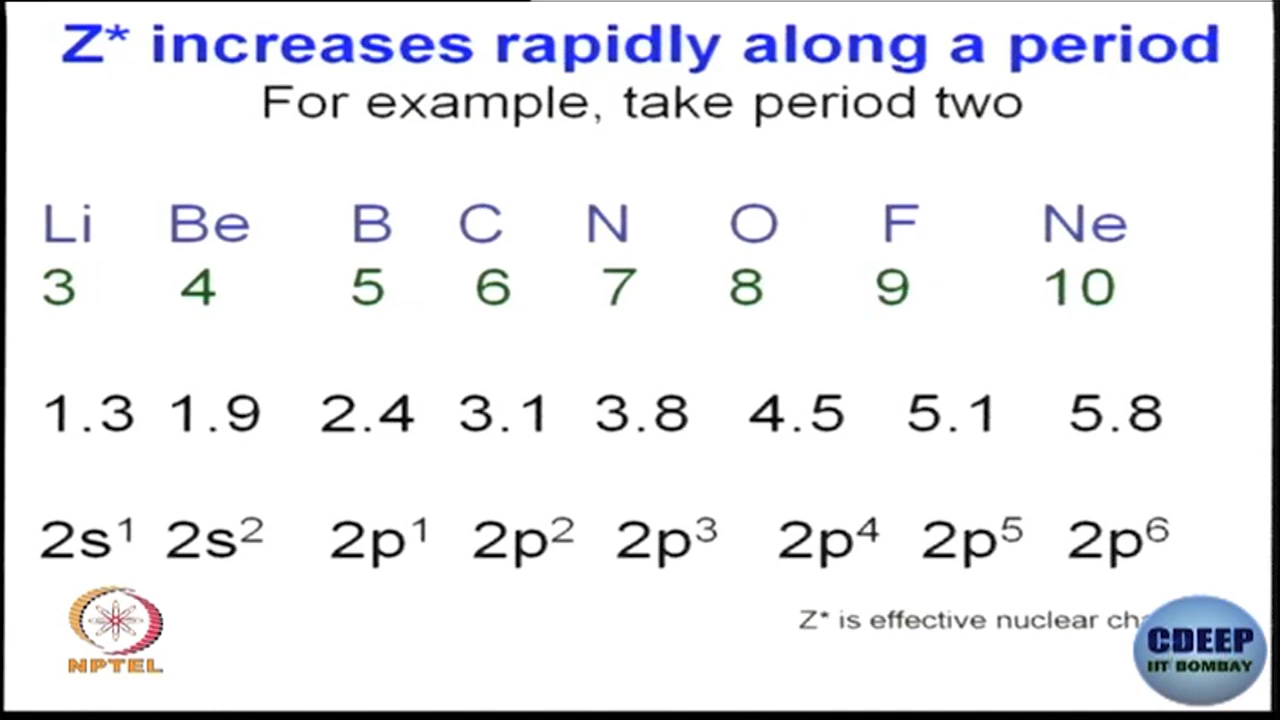 Z* increases rapidly along a period
For example, take period two
Li Be B C N O F Ne
3 4 5 6 7 8 9 10
1.3 1.9 2.4 3.1 3.8 4.5 5.1 5.8
2s¹ 2s² 2p¹ 2p² 2p³ 2p⁴ 2p⁵ 2p⁶
Z* is effective nuclear
NPTEL
CDEEP
IIT BOMBAY